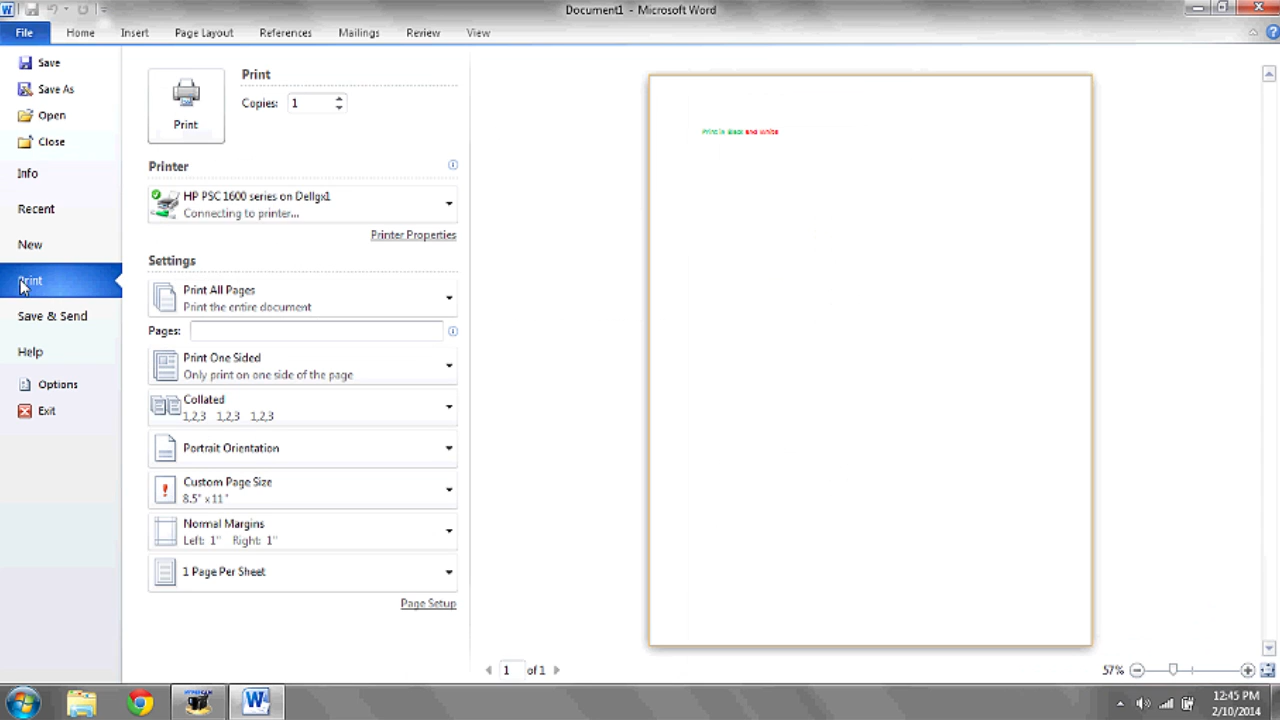 Document1 - Microsoft Word
File Home Insert Page Layout References Mailings Review View
Save
Save As
Open
Close
Info
Recent
New
Print
Save & Send
Help
Options
Exit
Print
Print
Copies: 1
Printer
HP PSC 1600 series on Dellgx1
Connecting to printer...
Printer Properties
Settings
Print All Pages
Print the entire document
Pages:
Print One Sided
Only print on one side of the page
Collated
1,2,3 1,2,3 1,2,3
Portrait Orientation
Custom Page Size
8.5" x 11"
Normal Margins
Left: 1" Right: 1"
1 Page Per Sheet
Page Setup
Print in Black and White
1 of 1
57%
12:45 PM
2/10/2014